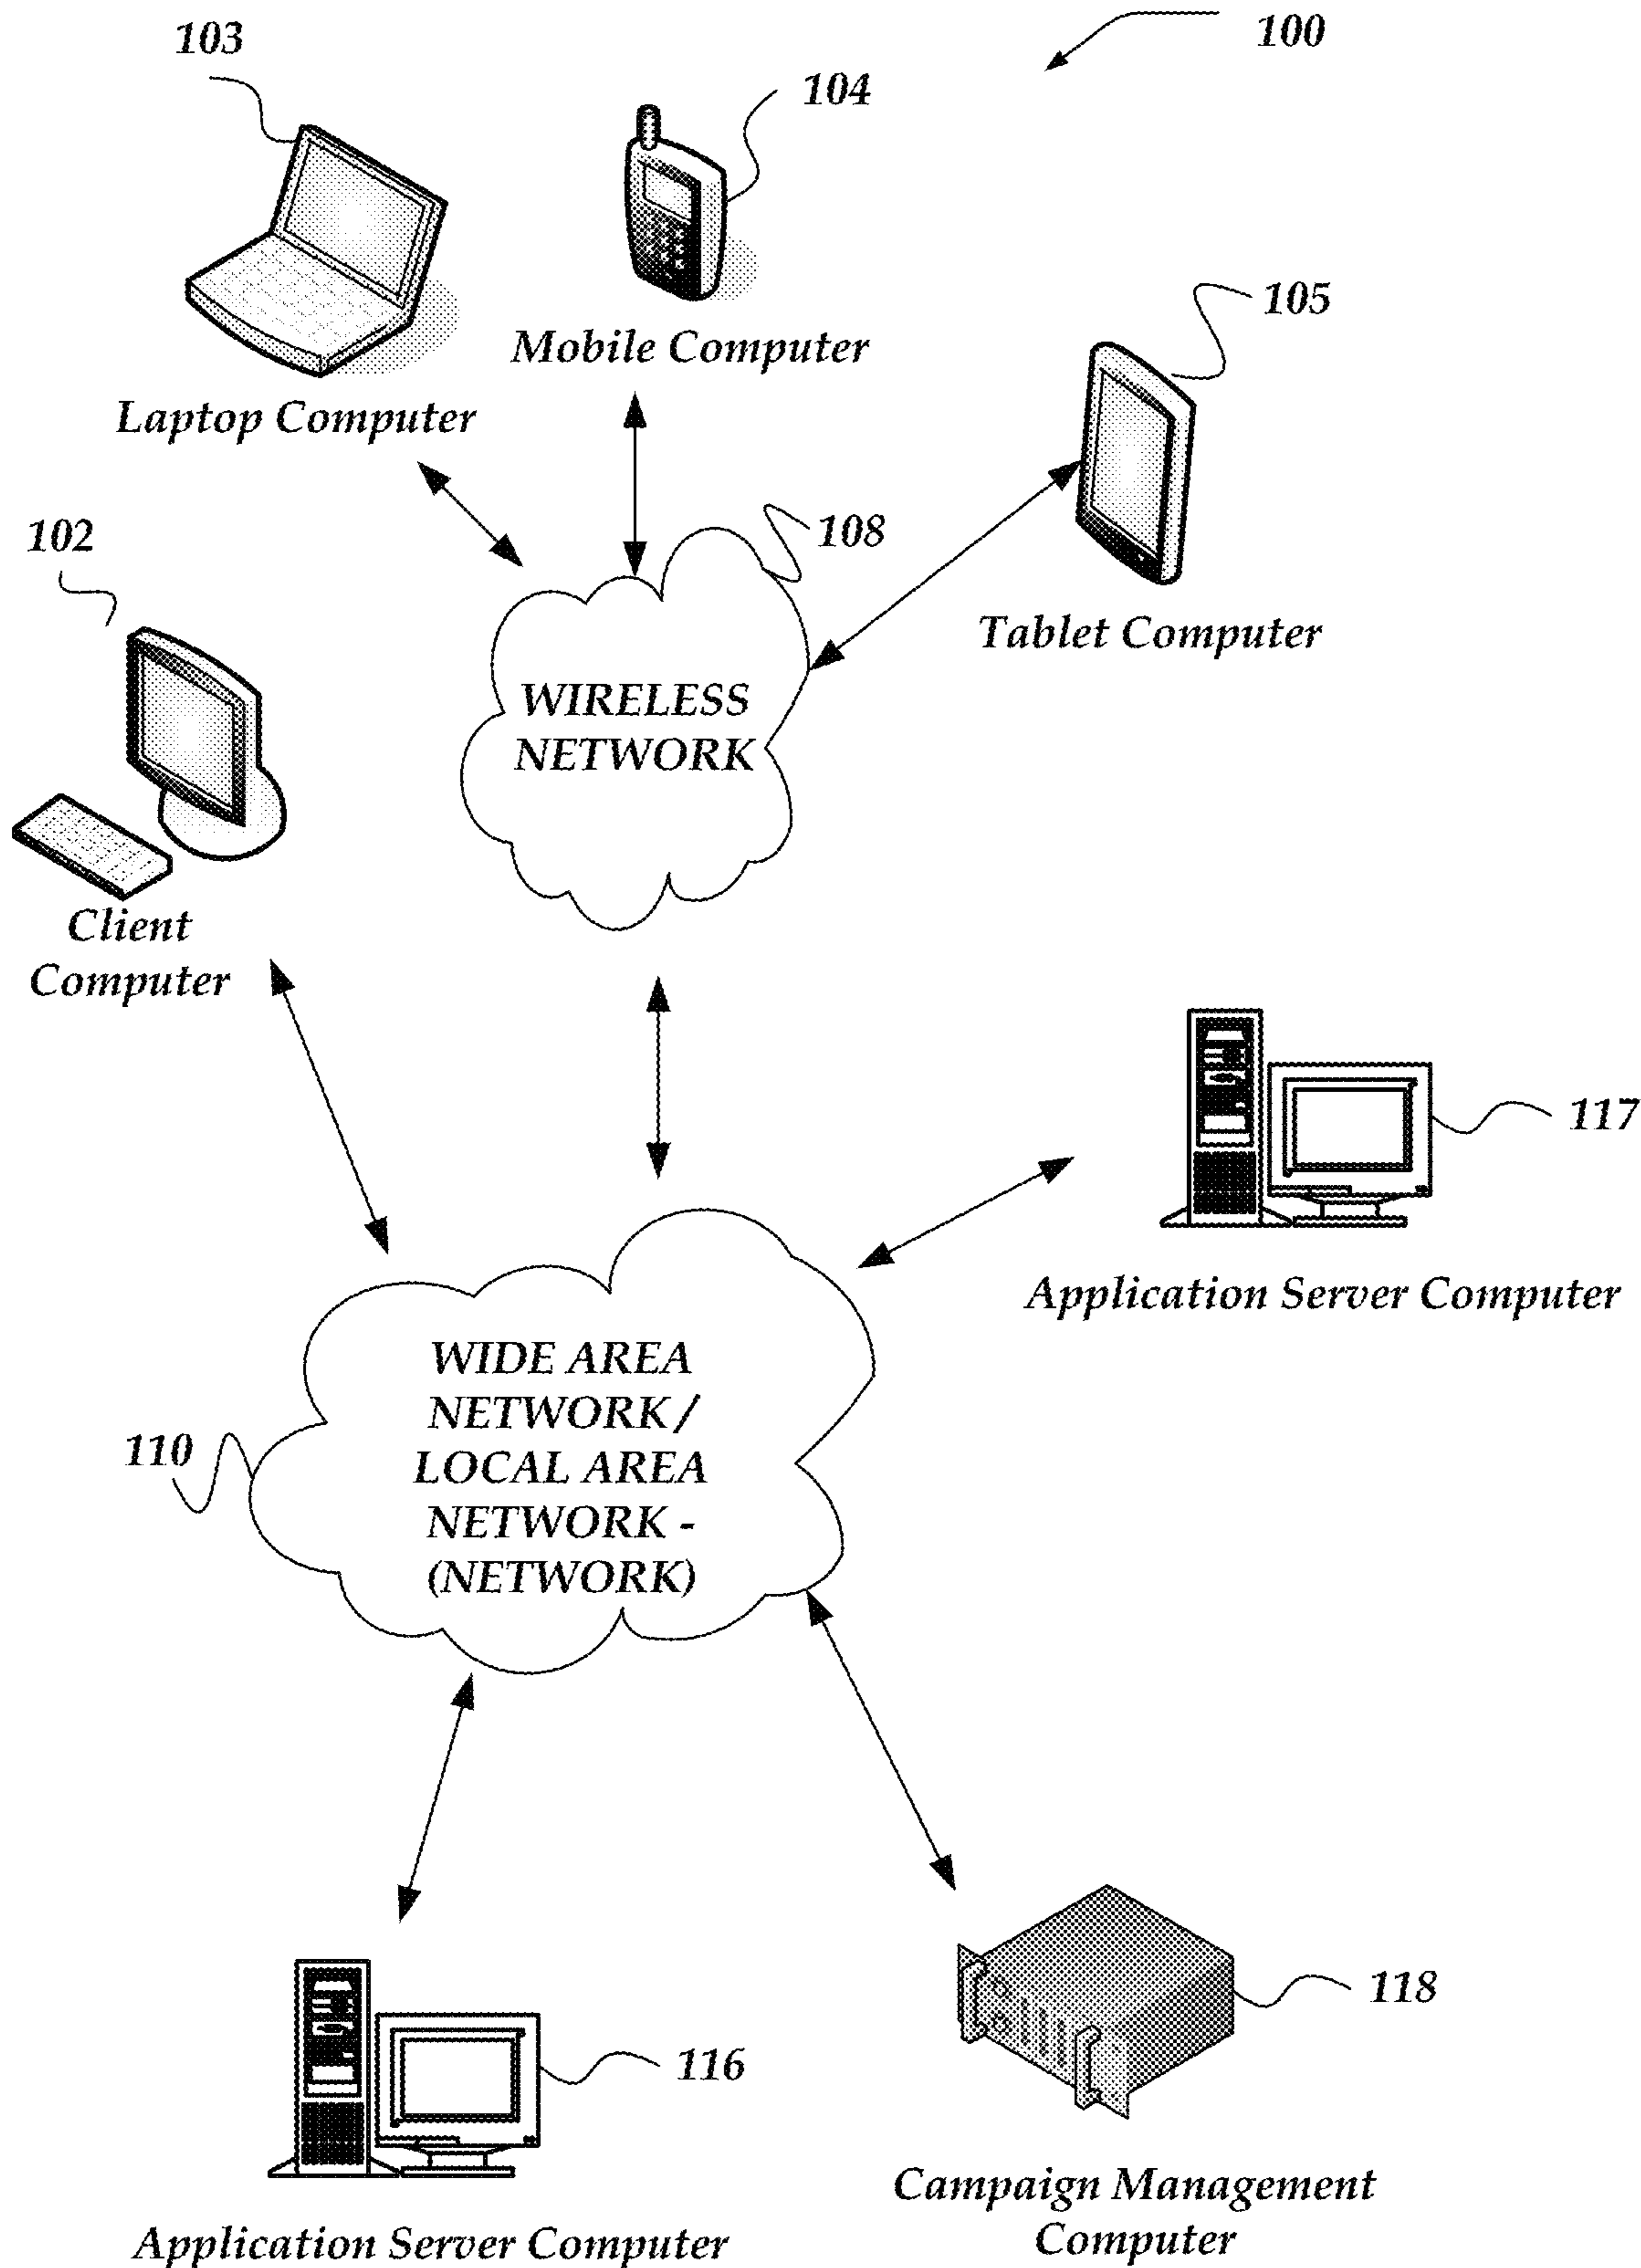 100
103
104
Mobile Computer
105
Laptop Computer
102
108
Tablet Computer
WIRELESS
NETWORK
Client
Computer
117
Application Server Computer
WIDE AREA
NETWORK /
LOCAL AREA
NETWORK -
(NETWORK)
110
118
116
Campaign Management
Computer
Application Server Computer